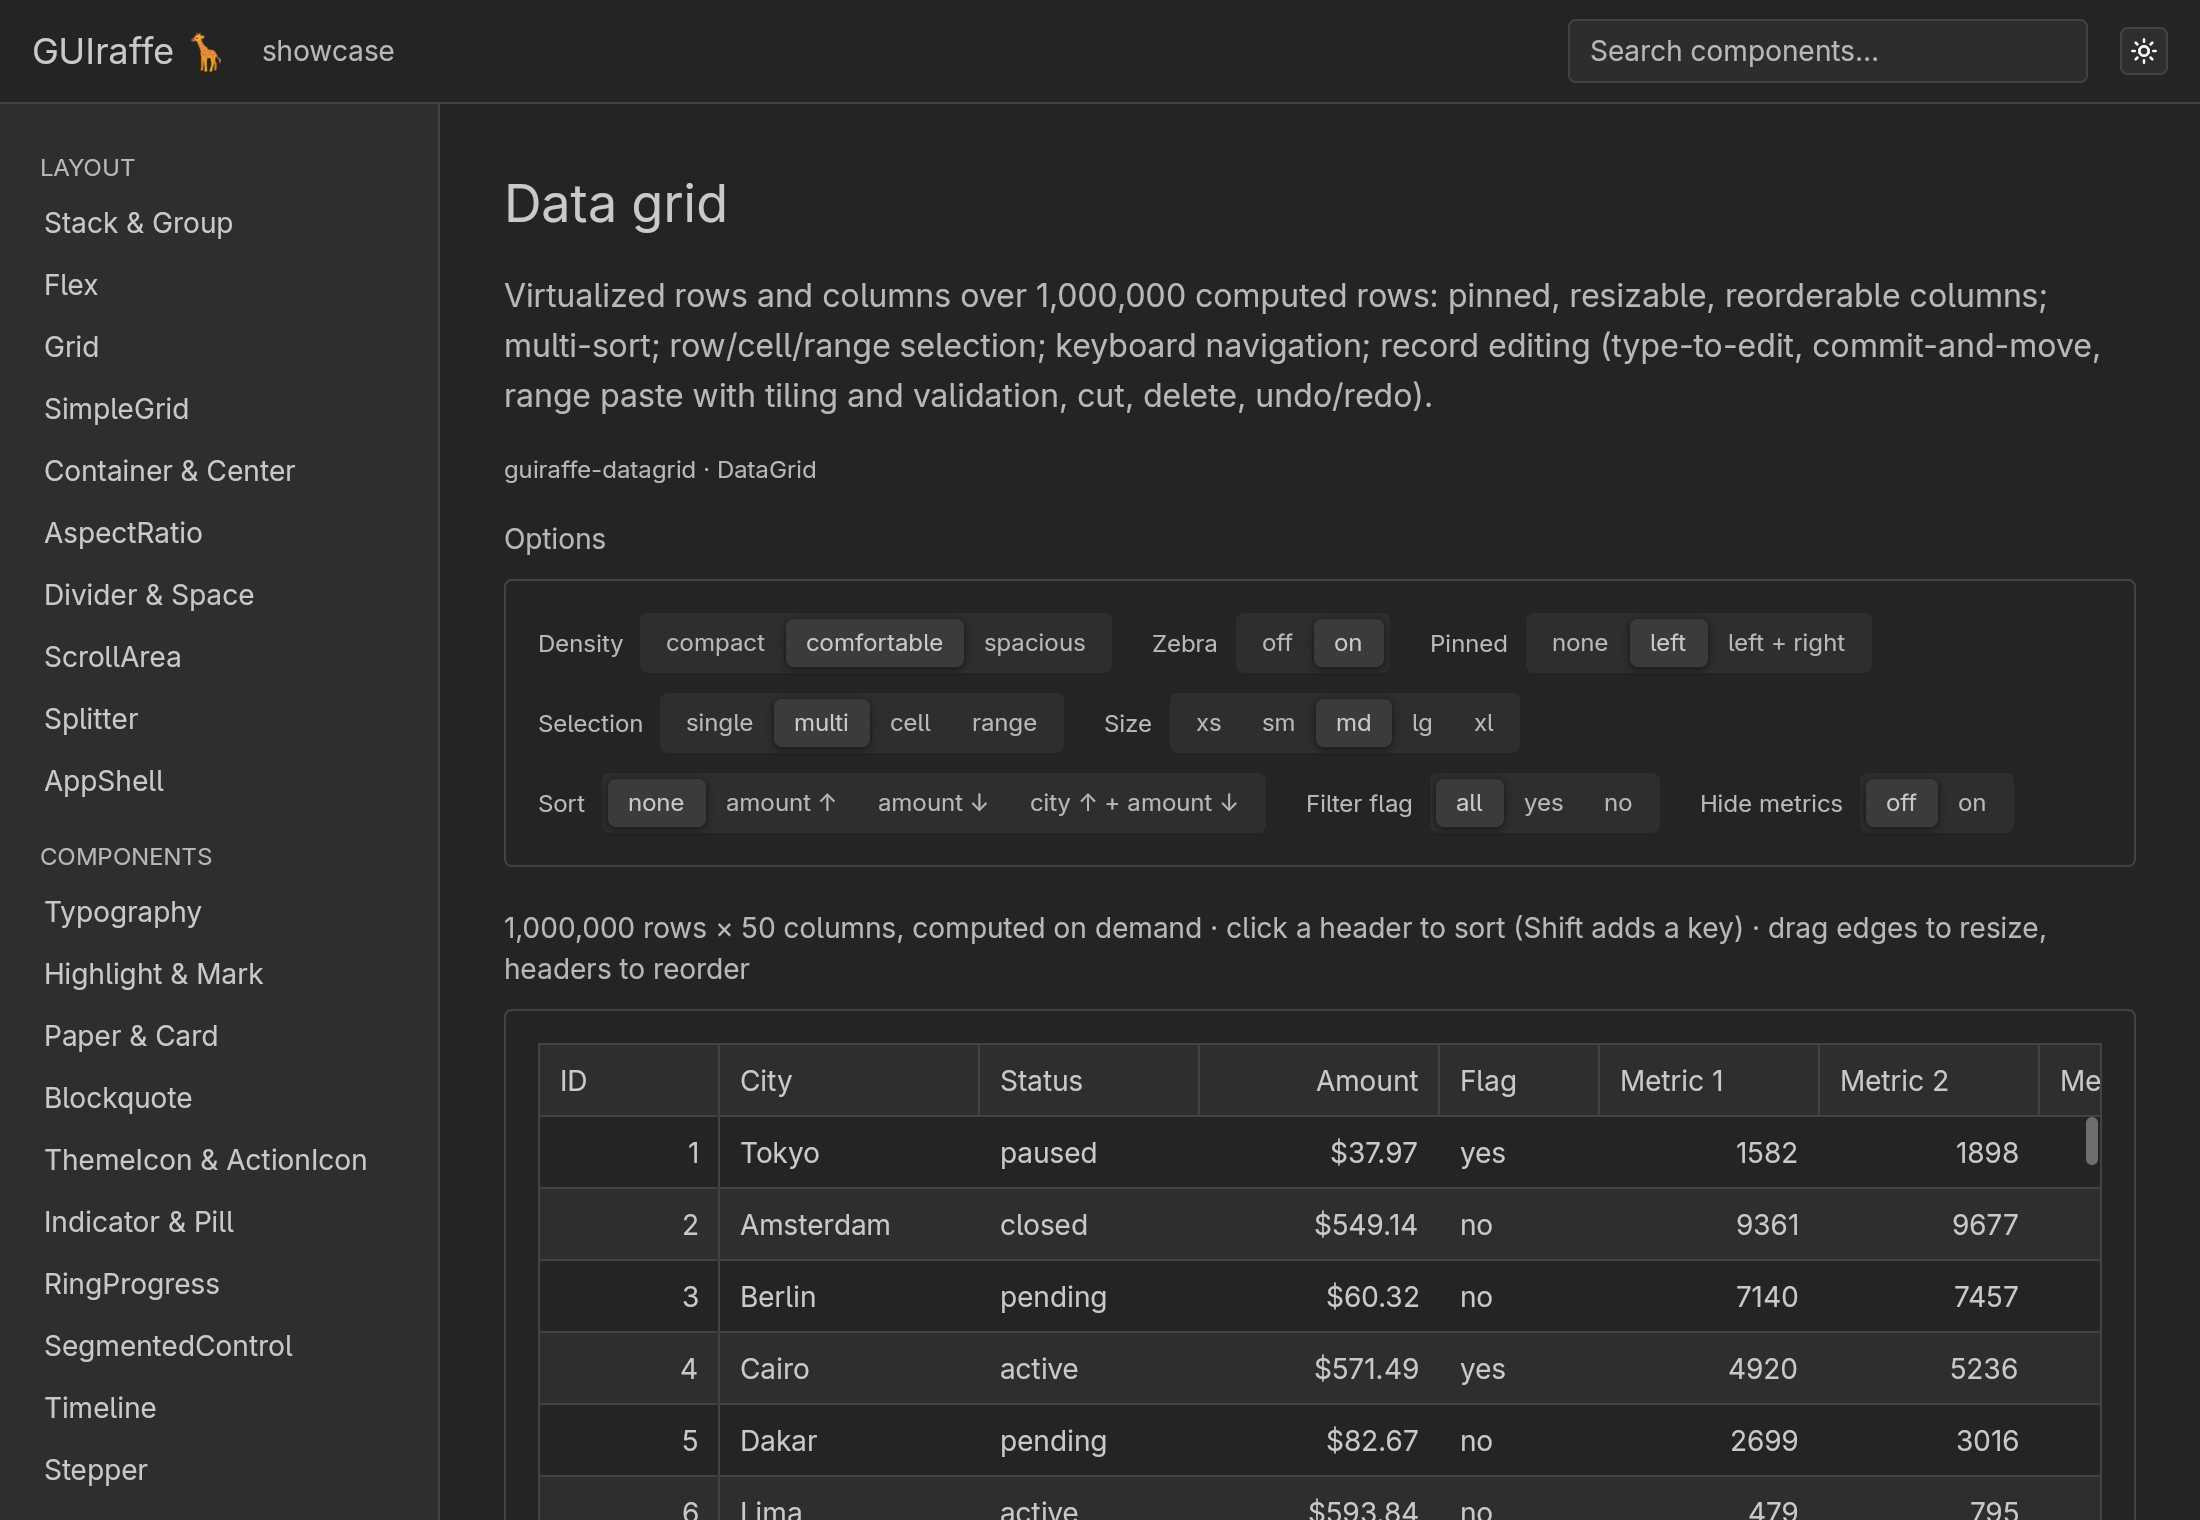 GUIraffe 🦒 showcase
Search components...
LAYOUT
Stack & Group
Flex
Grid
SimpleGrid
Container & Center
AspectRatio
Divider & Space
ScrollArea
Splitter
AppShell
COMPONENTS
Typography
Highlight & Mark
Paper & Card
Blockquote
ThemeIcon & ActionIcon
Indicator & Pill
RingProgress
SegmentedControl
Timeline
Stepper
Data grid
Virtualized rows and columns over 1,000,000 computed rows: pinned, resizable, reorderable columns;
multi-sort; row/cell/range selection; keyboard navigation; record editing (type-to-edit, commit-and-move,
range paste with tiling and validation, cut, delete, undo/redo).
guiraffe-datagrid · DataGrid
Options
Density compact comfortable spacious Zebra off on Pinned none left left + right
Selection single multi cell range Size xs sm md lg xl
Sort none amount ↑ amount ↓ city ↑ + amount ↓ Filter flag all yes no Hide metrics off on
1,000,000 rows × 50 columns, computed on demand · click a header to sort (Shift adds a key) · drag edges to resize,
headers to reorder
ID City Status Amount Flag Metric 1 Metric 2 Me
1 Tokyo paused $37.97 yes 1582 1898
2 Amsterdam closed $549.14 no 9361 9677
3 Berlin pending $60.32 no 7140 7457
4 Cairo active $571.49 yes 4920 5236
5 Dakar pending $82.67 no 2699 3016
6 Lima active $593.84 no 479 795